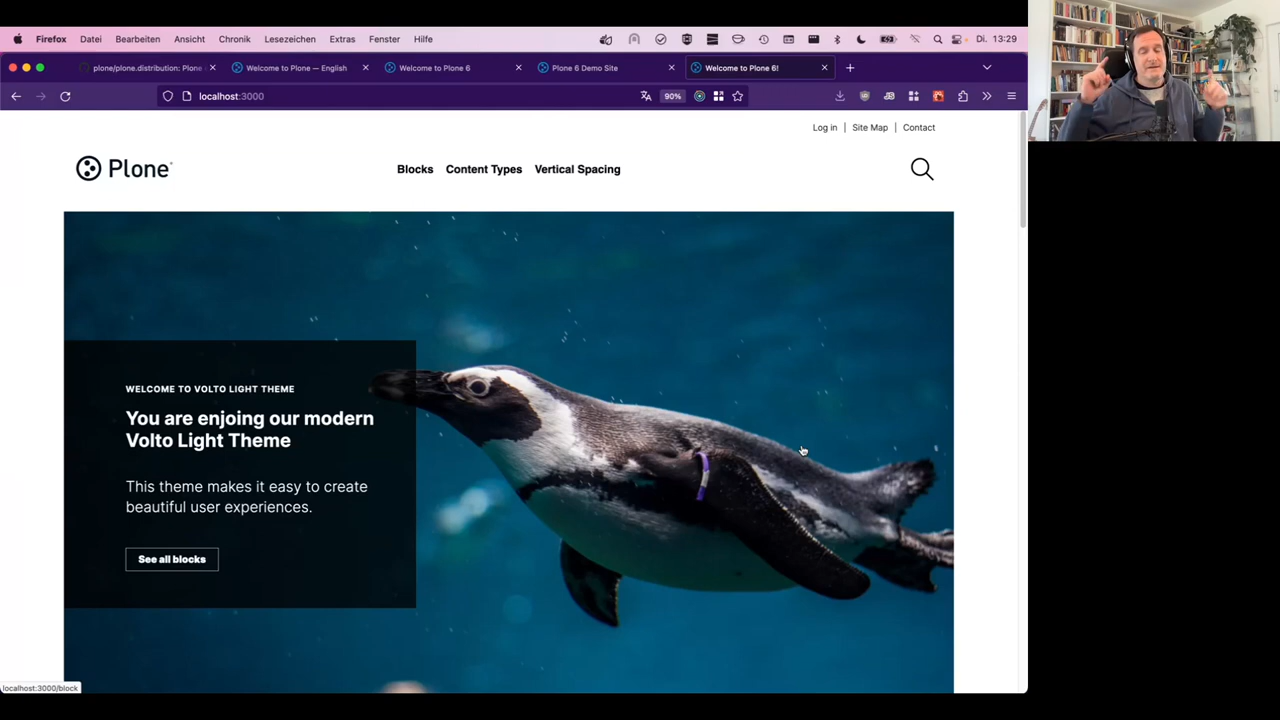 Firefox Datei Bearbeiten Ansicht Chronik Lesezeichen Extras Fenster Hilfe Di. 13:29
plone/plone.distribution: Plone Welcome to Plone — English Welcome to Plone 6 Plone 6 Demo Site Welcome to Plone 6!
localhost:3000 90%
Log in | Site Map | Contact
Plone Blocks Content Types Vertical Spacing
WELCOME TO VOLTO LIGHT THEME
You are enjoing our modern
Volto Light Theme
This theme makes it easy to create
beautiful user experiences.
See all blocks
localhost:3000/block